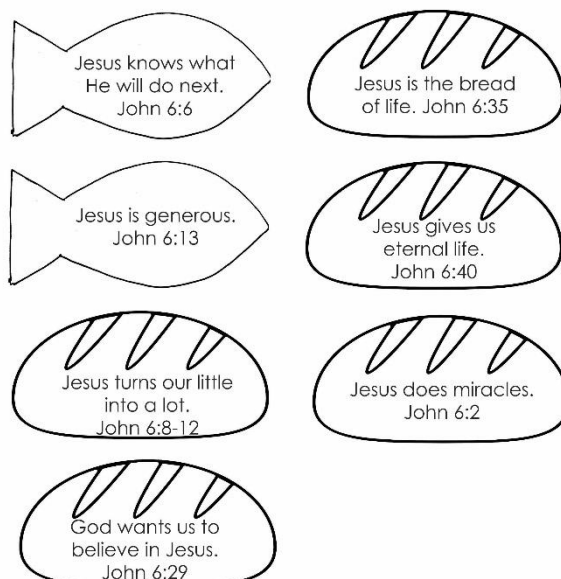 Jesus knows what
He will do next.
John 6:6
Jesus is the bread
of life. John 6:35
Jesus is generous.
John 6:13
Jesus gives us
eternal life.
John 6:40
Jesus turns our little
into a lot.
John 6:8-12
Jesus does miracles.
John 6:2
God wants us to
believe in Jesus.
John 6:29